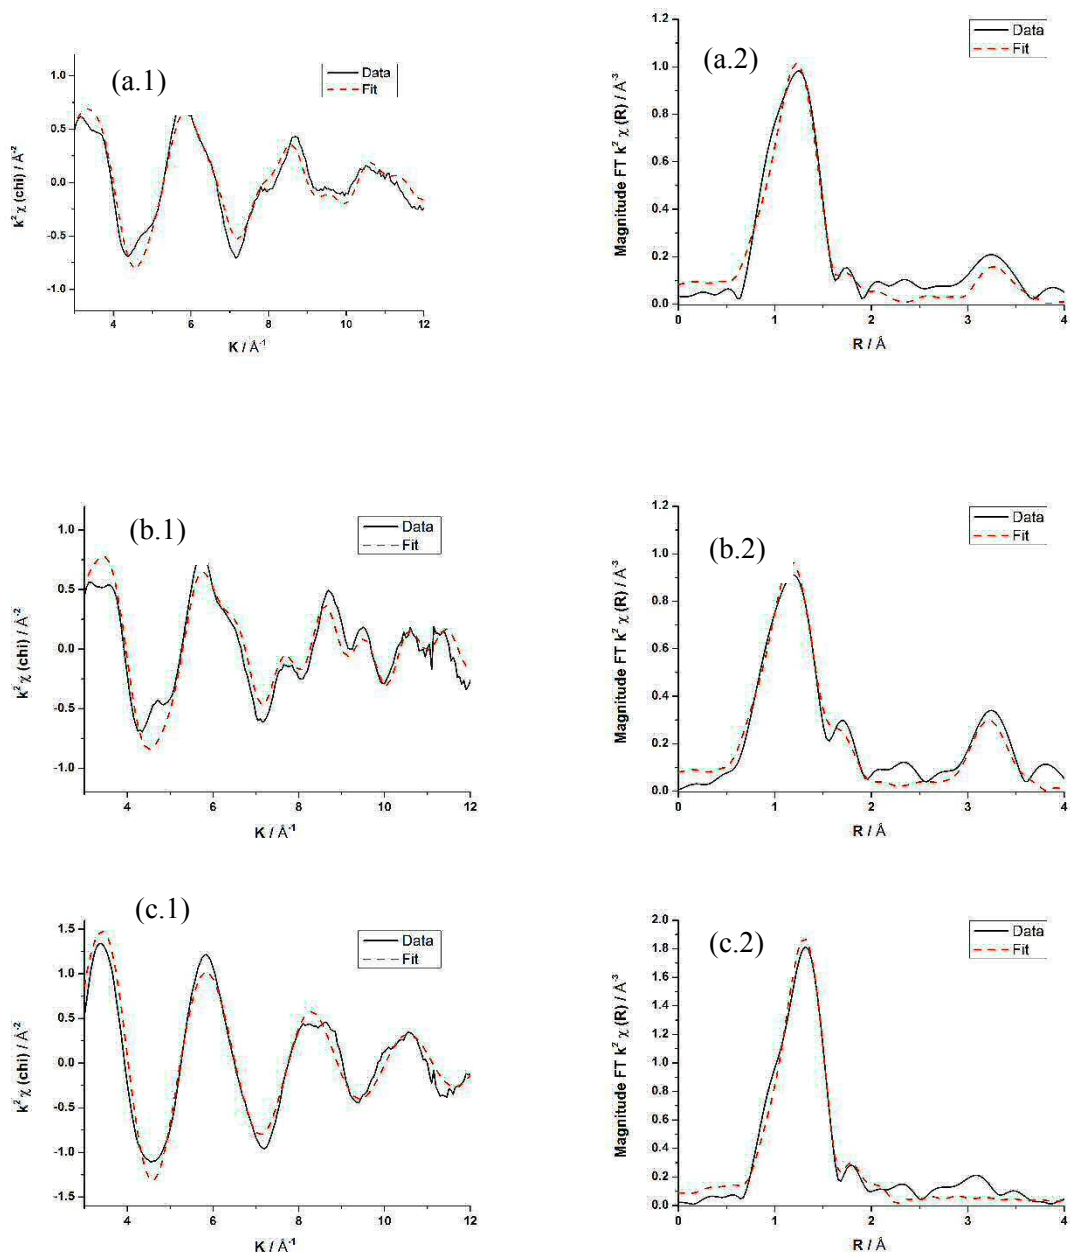 (a.1)
Data
Fit
1.0
0.5
0.0
-0.5
-1.0
k² χ (chi) / Å⁻²
4 6 8 10 12
K / Å⁻¹
(a.2)
Data
Fit
1.2
1.0
0.8
0.6
0.4
0.2
0.0
Magnitude FT k² χ (R) / Å⁻³
0 1 2 3 4
R / Å
(b.1)
Data
Fit
1.0
0.5
0.0
-0.5
-1.0
k² χ (chi) / Å⁻²
4 6 8 10 12
K / Å⁻¹
(b.2)
Data
Fit
1.2
1.0
0.8
0.6
0.4
0.2
0.0
Magnitude FT k² χ (R) / Å⁻³
0 1 2 3 4
R / Å
(c.1)
Data
Fit
1.5
1.0
0.5
0.0
-0.5
-1.0
-1.5
k² χ (chi) / Å⁻²
4 6 8 10 12
K / Å⁻¹
(c.2)
Data
Fit
2.0
1.8
1.6
1.4
1.2
1.0
0.8
0.6
0.4
0.2
0.0
Magnitude FT k² χ (R) / Å⁻³
0 1 2 3 4
R / Å